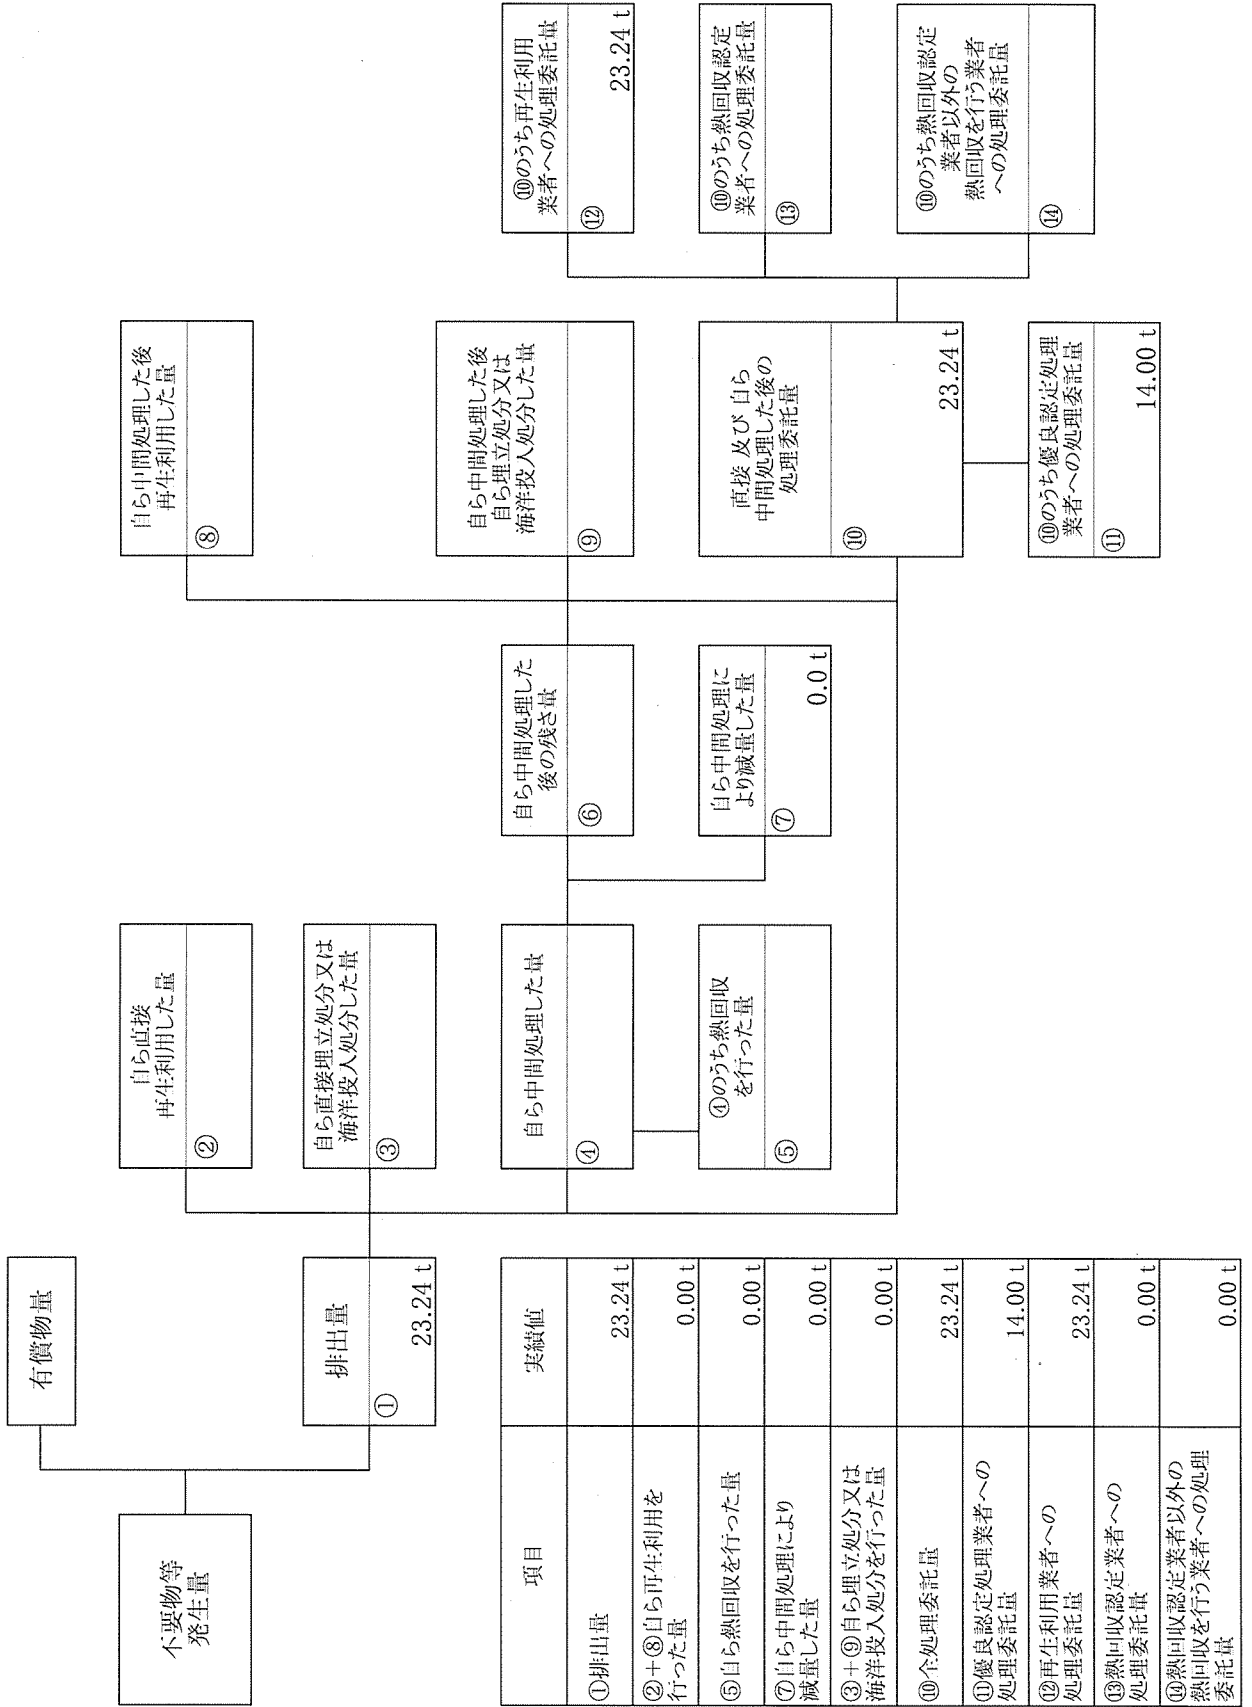 不要物等
発生量
有償物量
排出量
①
23.24 t
自ら直接
再生利用した量
②
自ら直接埋立処分又は
海洋投入処分した量
③
自ら中間処理した量
④
④のうち熱回収
を行った量
⑤
自ら中間処理した
後の残さ量
⑥
自ら中間処理に
より減量した量
⑦
0.0 t
自ら中間処理した後
再生利用した量
⑧
自ら中間処理した後
自ら埋立処分又は
海洋投入処分した量
⑨
直接 及び 自ら
中間処理した後の
処理委託量
⑩
23.24 t
⑩のうち優良認定処理
業者への処理委託量
⑪
14.00 t
⑩のうち再生利用
業者への処理委託量
⑫
23.24 t
⑩のうち熱回収認定
業者への処理委託量
⑬
⑩のうち熱回収認定
業者以外の
熱回収を行う業者
への処理委託量
⑭
項目
実績値
①排出量
23.24 t
②+⑧自ら再生利用を
行った量
0.00 t
⑤自ら熱回収を行った量
0.00 t
⑦自ら中間処理により
減量した量
0.00 t
③+⑨自ら埋立処分又は
海洋投入処分を行った量
0.00 t
⑩全処理委託量
23.24 t
⑪優良認定処理業者への
処理委託量
14.00 t
⑫再生利用業者への
処理委託量
23.24 t
⑬熱回収認定業者への
処理委託量
0.00 t
⑭熱回収認定業者以外の
熱回収を行う業者への処理
委託量
0.00 t